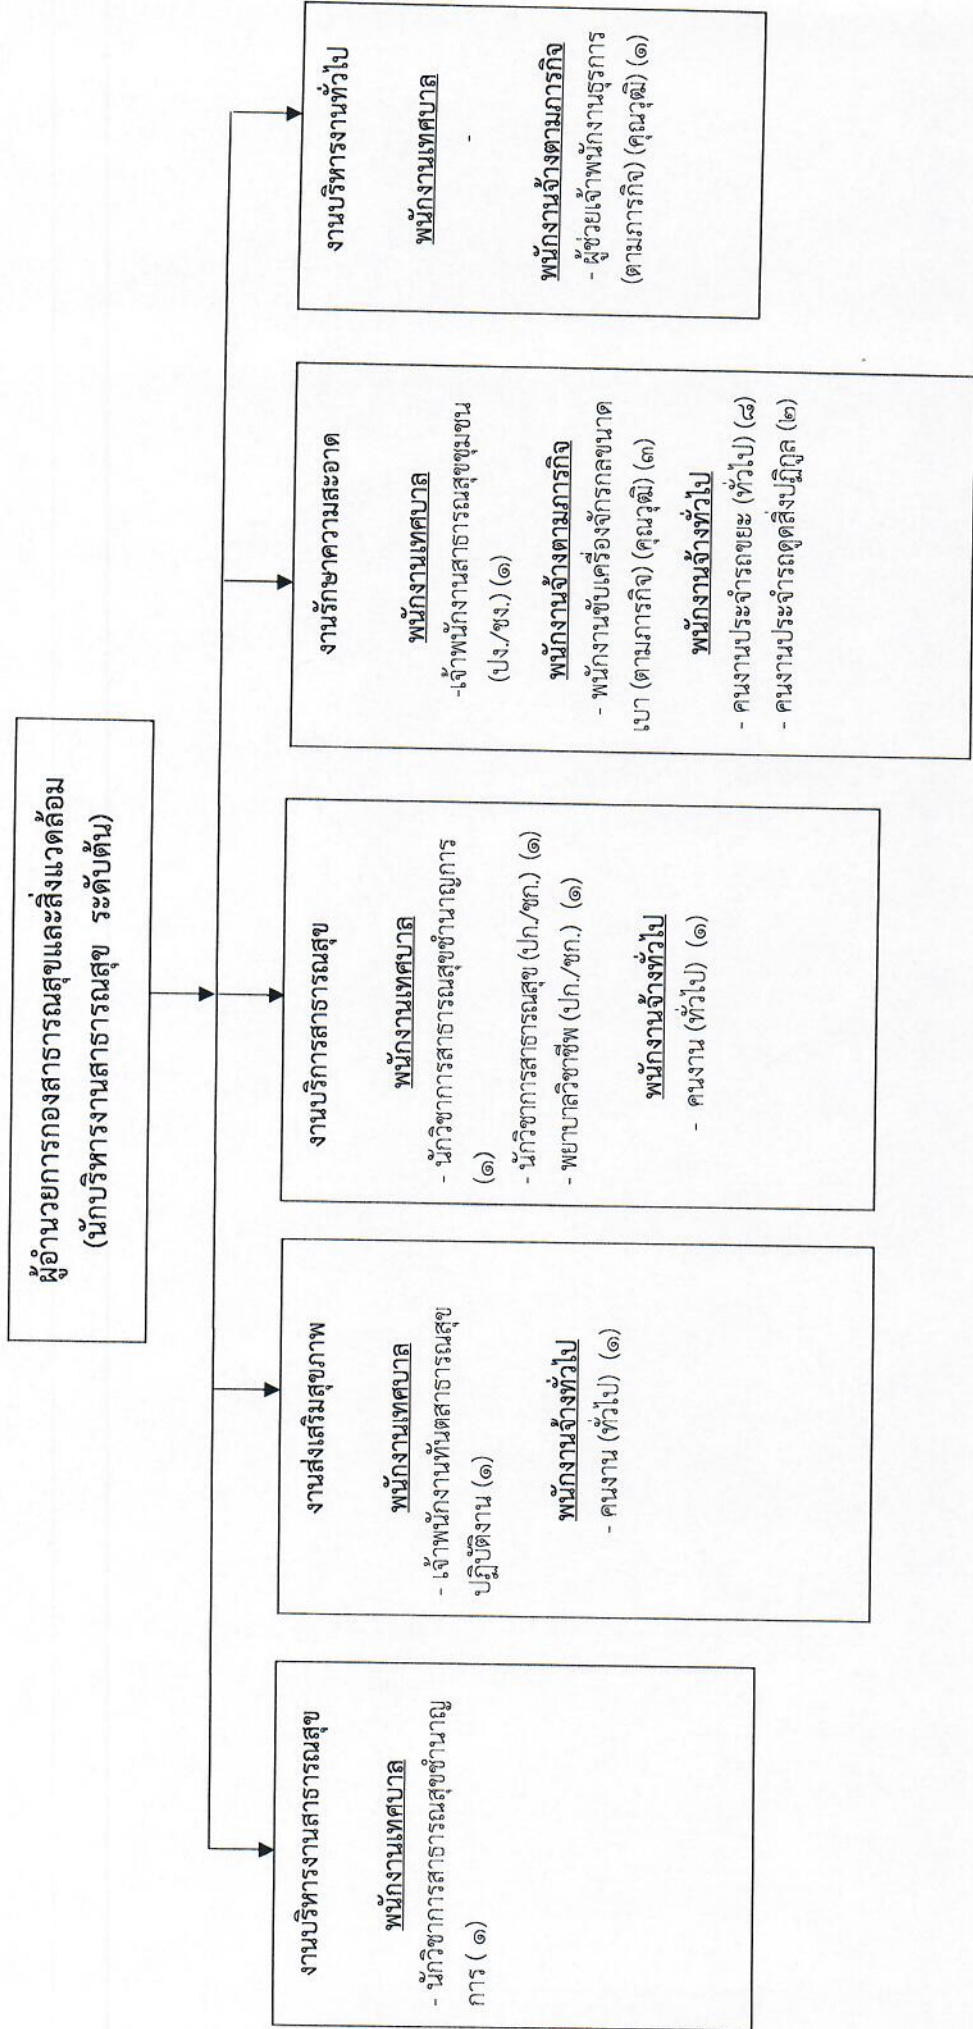 ผู้อำนวยการกองสาธารณสุขและสิ่งแวดล้อม
(นักบริหารงานสาธารณสุข ระดับต้น)
งานบริหารงานสาธารณสุข
พนักงานเทศบาล
- นักวิชาการสาธารณสุขชำนาญ
การ ( ๑)
งานส่งเสริมสุขภาพ
พนักงานเทศบาล
- เจ้าพนักงานทันตสาธารณสุข
ปฏิบัติงาน (๑)
พนักงานจ้างทั่วไป
- คนงาน (ทั่วไป) (๑)
งานบริการสาธารณสุข
พนักงานเทศบาล
- นักวิชาการสาธารณสุขชำนาญการ
(๑)
- นักวิชาการสาธารณสุข (ปก./ชก.) (๑)
- พยาบาลวิชาชีพ (ปก./ชก.) (๑)
พนักงานจ้างทั่วไป
- คนงาน (ทั่วไป) (๑)
งานรักษาความสะอาด
พนักงานเทศบาล
-เจ้าพนักงานสาธารณสุขชุมชน
(ปง./ชง.) (๑)
พนักงานจ้างตามภารกิจ
- พนักงานขับเครื่องจักรกลขนาด
เบา (ตามภารกิจ) (คุณวุฒิ) (๓)
พนักงานจ้างทั่วไป
- คนงานประจำรถขยะ (ทั่วไป) (๘)
- คนงานประจำรถดูดสิ่งปฏิกูล (๒)
งานบริหารงานทั่วไป
พนักงานเทศบาล
-
พนักงานจ้างตามภารกิจ
- ผู้ช่วยเจ้าพนักงานธุรการ
(ตามภารกิจ) (คุณวุฒิ) (๑)